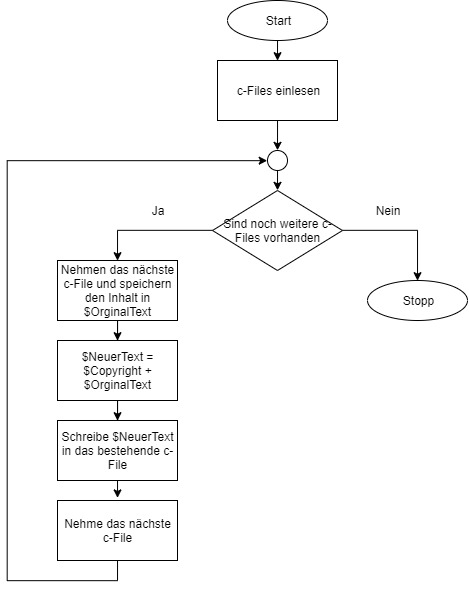 Start
c-Files einlesen
Sind noch weitere c-
Files vorhanden
Ja
Nein
Nehmen das nächste
c-File und speichern
den Inhalt in
$OrginalText
Stopp
$NeuerText =
$Copyright +
$OrginalText
Schreibe $NeuerText
in das bestehende c-
File
Nehme das nächste
c-File